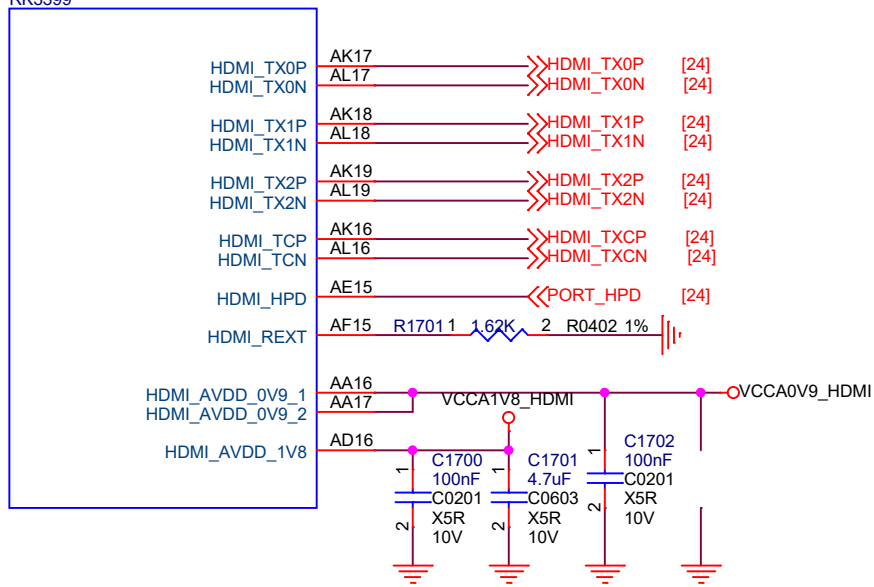 RK3399
HDMI_TX0P AK17 HDMI_TX0P [24]
HDMI_TX0N AL17 HDMI_TX0N [24]
HDMI_TX1P AK18 HDMI_TX1P [24]
HDMI_TX1N AL18 HDMI_TX1N [24]
HDMI_TX2P AK19 HDMI_TX2P [24]
HDMI_TX2N AL19 HDMI_TX2N [24]
HDMI_TCP AK16 HDMI_TXCP [24]
HDMI_TCN AL16 HDMI_TXCN [24]
HDMI_HPD AE15 PORT_HPD [24]
HDMI_REXT AF15 R1701 1 1.62K 2 R0402 1%
HDMI_AVDD_0V9_1 AA16 VCCA0V9_HDMI
HDMI_AVDD_0V9_2 AA17 VCCA1V8_HDMI
HDMI_AVDD_1V8 AD16
1 C1700 1 C1701 1 C1702
100nF 4.7uF 100nF
C0201 C0603 C0201
2 X5R 2 X5R 2 X5R
10V 10V 10V